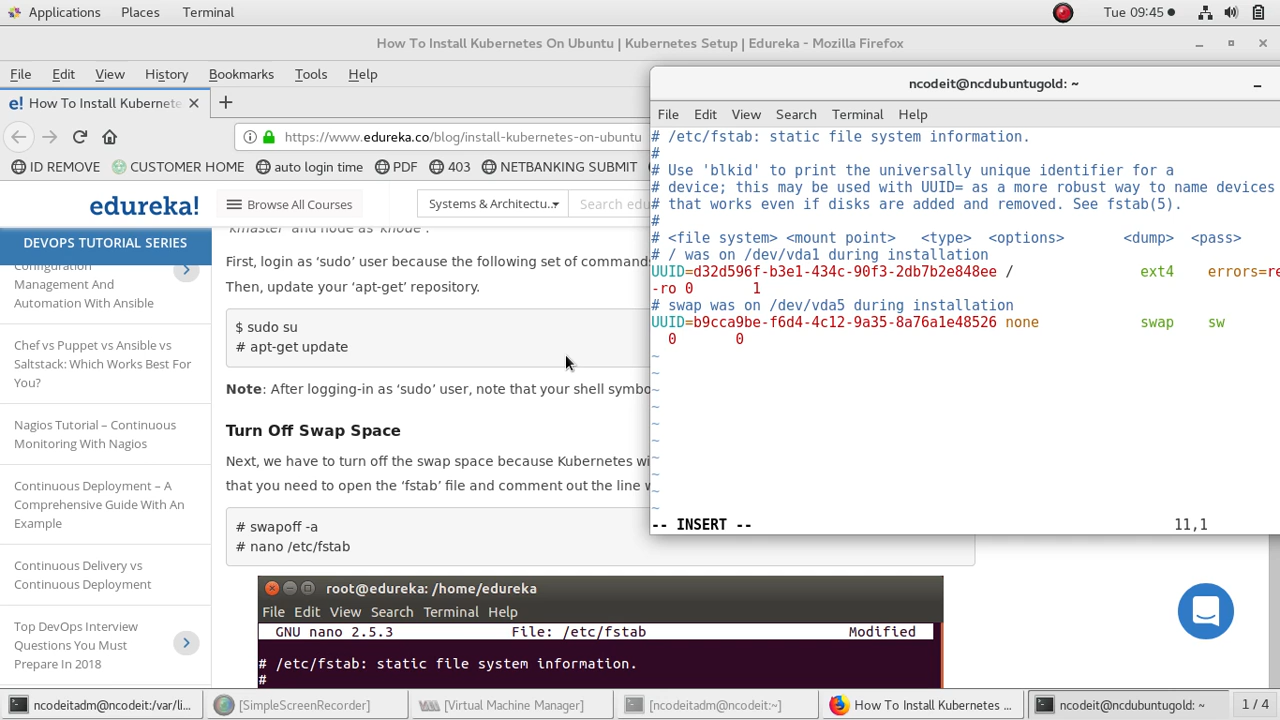 Applications Places Terminal Tue 09:45
How To Install Kubernetes On Ubuntu | Kubernetes Setup | Edureka - Mozilla Firefox
File Edit View History Bookmarks Tools Help
e! How To Install Kubernete
https://www.edureka.co/blog/install-kubernetes-on-ubuntu
ID REMOVE CUSTOMER HOME auto login time PDF 403 NETBANKING SUBMIT
edureka! Browse All Courses Systems & Architectu.. Search
DEVOPS TUTORIAL SERIES
Configuration
Management And
Automation With Ansible
Chef vs Puppet vs Ansible vs
Saltstack: Which Works Best For
You?
Nagios Tutorial – Continuous
Monitoring With Nagios
Continuous Deployment – A
Comprehensive Guide With An
Example
Continuous Delivery vs
Continuous Deployment
Top DevOps Interview
Questions You Must
Prepare In 2018
'kmaster' and node as 'knode'.
First, login as ‘sudo’ user because the following set of command
Then, update your ‘apt-get’ repository.
$ sudo su
# apt-get update
Note: After logging-in as ‘sudo’ user, note that your shell symbo
Turn Off Swap Space
Next, we have to turn off the swap space because Kubernetes wi
that you need to open the ‘fstab’ file and comment out the line w
# swapoff -a
# nano /etc/fstab
root@edureka: /home/edureka
File Edit View Search Terminal Help
GNU nano 2.5.3 File: /etc/fstab Modified
# /etc/fstab: static file system information.
#
ncodeit@ncdubuntugold: ~
File Edit View Search Terminal Help
# /etc/fstab: static file system information.
#
# Use 'blkid' to print the universally unique identifier for a
# device; this may be used with UUID= as a more robust way to name devices
# that works even if disks are added and removed. See fstab(5).
#
# <file system> <mount point> <type> <options> <dump> <pass>
# / was on /dev/vda1 during installation
UUID=d32d596f-b3e1-434c-90f3-2db7b2e848ee / ext4 errors=re
-ro 0 1
# swap was on /dev/vda5 during installation
UUID=b9cca9be-f6d4-4c12-9a35-8a76a1e48526 none swap sw
0 0
~
~
~
~
~
~
~
~
~
~
-- INSERT -- 11,1
ncodeitadm@ncodeit:/var/li... [SimpleScreenRecorder] [Virtual Machine Manager] [ncodeitadm@ncodeit:~] How To Install Kubernetes ... ncodeit@ncdubuntugold: ~ 1 / 4